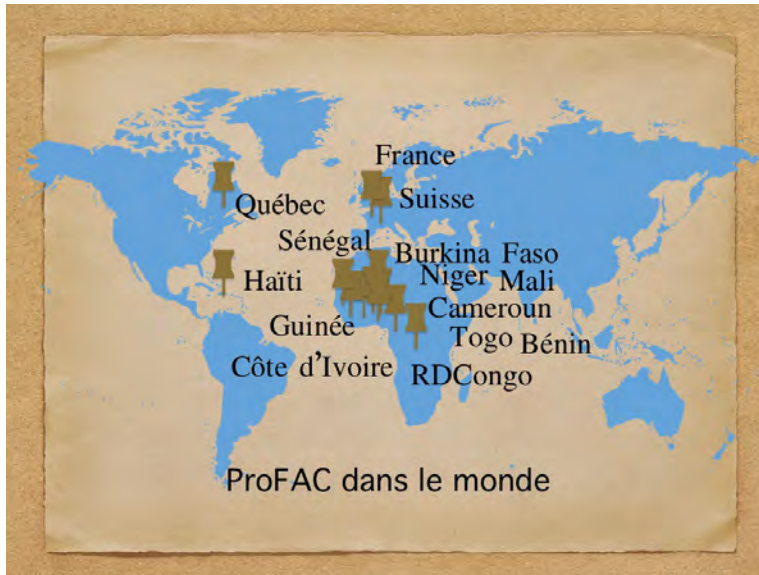 France
Québec
Suisse
Sénégal
Burkina Faso
Haïti
Niger Mali
Guinée
Cameroun
Togo Bénin
Côte d'Ivoire
RDCongo
ProFAC dans le monde